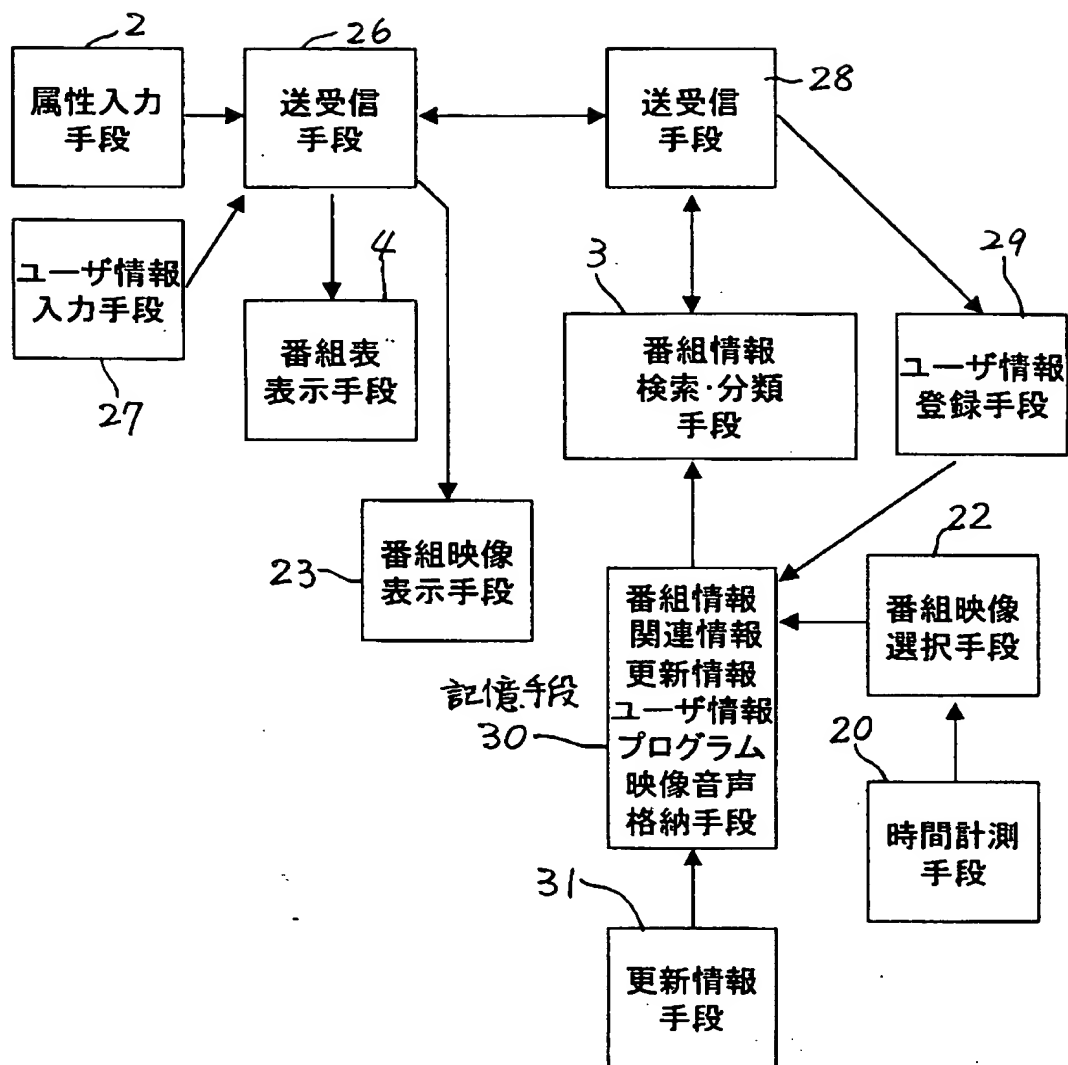 2
属性入力
手段
26
送受信
手段
送受信
手段
28
ユーザ情報
入力手段
27
4
番組表
表示手段
3
番組情報
検索・分類
手段
29
ユーザ情報
登録手段
23
番組映像
表示手段
記憶手段
30
番組情報
関連情報
更新情報
ユーザ情報
プログラム
映像音声
格納手段
22
番組映像
選択手段
20
時間計測
手段
31
更新情報
手段